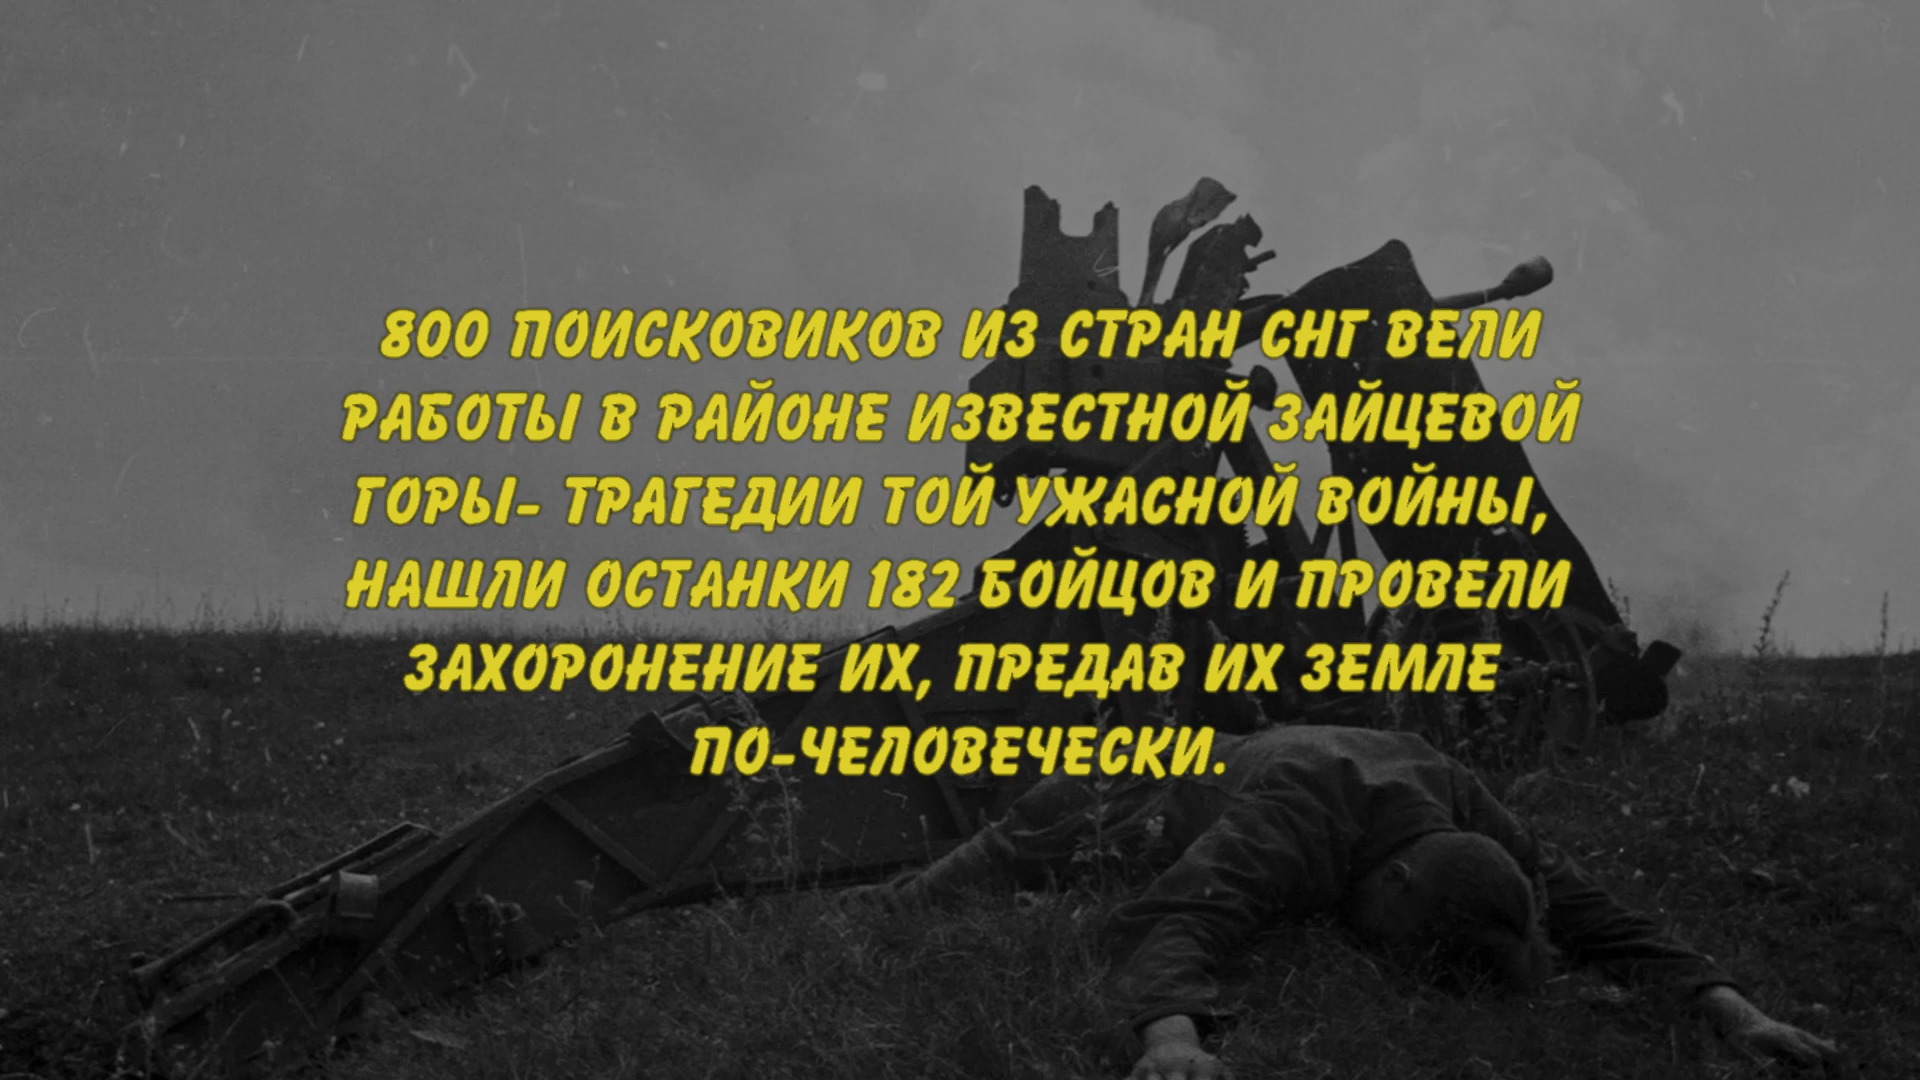 800 ПОИСКОВИКОВ ИЗ СТРАН СНГ ВЕЛИ
РАБОТЫ В РАЙОНЕ ИЗВЕСТНОЙ ЗАЙЦЕВОЙ
ГОРЫ- ТРАГЕДИИ ТОЙ УЖАСНОЙ ВОЙНЫ,
НАШЛИ ОСТАНКИ 182 БОЙЦОВ И ПРОВЕЛИ
ЗАХОРОНЕНИЕ ИХ, ПРЕДАВ ИХ ЗЕМЛЕ
ПО-ЧЕЛОВЕЧЕСКИ.